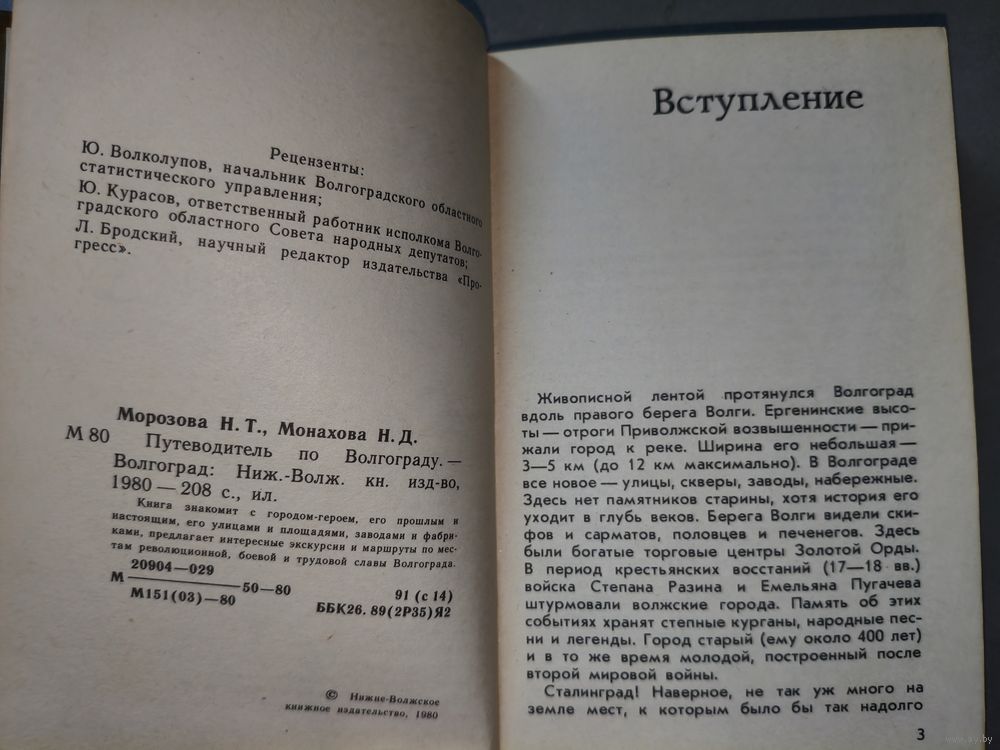 Рецензенты:
Ю. Волколупов, начальник Волгоградского областного
статистического управления;
Ю. Курасов, ответственный работник исполкома Волго-
градского областного Совета народных депутатов;
Л. Бродский, научный редактор издательства «Про-
гресс».
Морозова Н. Т., Монахова Н. Д.
М 80 Путеводитель по Волгограду. —
Волгоград: Ниж.-Волж. кн. изд-во,
1980 — 208 с., ил.
Книга знакомит с городом-героем, его прошлым и
настоящим, его улицами и площадями, заводами и фабри-
ками, предлагает интересные экскурсии и маршруты по мес-
там революционной, боевой и трудовой славы Волгограда.
20904—029
М ———— 50—80
М151(03)—80
91 (с 14)
ББК26. 89(2Р35)Я2
© Нижне-Волжское
книжное издательство, 1980
Вступление
Живописной лентой протянулся Волгоград
вдоль правого берега Волги. Ергенинские высо-
ты — отроги Приволжской возвышенности — при-
жали город к реке. Ширина его небольшая —
3—5 км (до 12 км максимально). В Волгограде
все новое — улицы, скверы, заводы, набережные.
Здесь нет памятников старины, хотя история его
уходит в глубь веков. Берега Волги видели ски-
фов и сарматов, половцев и печенегов. Здесь
были богатые торговые центры Золотой Орды.
В период крестьянских восстаний (17—18 вв.)
войска Степана Разина и Емельяна Пугачева
штурмовали волжские города. Память об этих
событиях хранят степные курганы, народные пес-
ни и легенды. Город старый (ему около 400 лет)
и в то же время молодой, построенный после
второй мировой войны.
Сталинград! Наверное, не так уж много на
земле мест, к которым было бы так надолго
3
www.ay.by